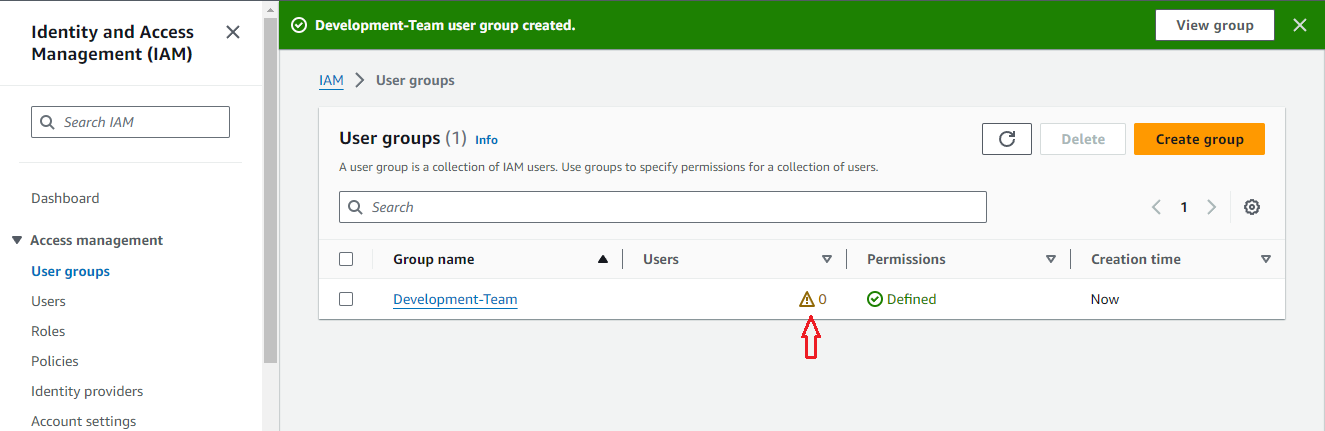 Identity and Access
Management (IAM)
Search IAM
Dashboard
Access management
User groups
Users
Roles
Policies
Identity providers
Account settings
Development-Team user group created.
View group
IAM
User groups
User groups (1) Info
Delete
Create group
A user group is a collection of IAM users. Use groups to specify permissions for a collection of users.
Search
1
Group name Users Permissions Creation time
Development-Team 0 Defined Now